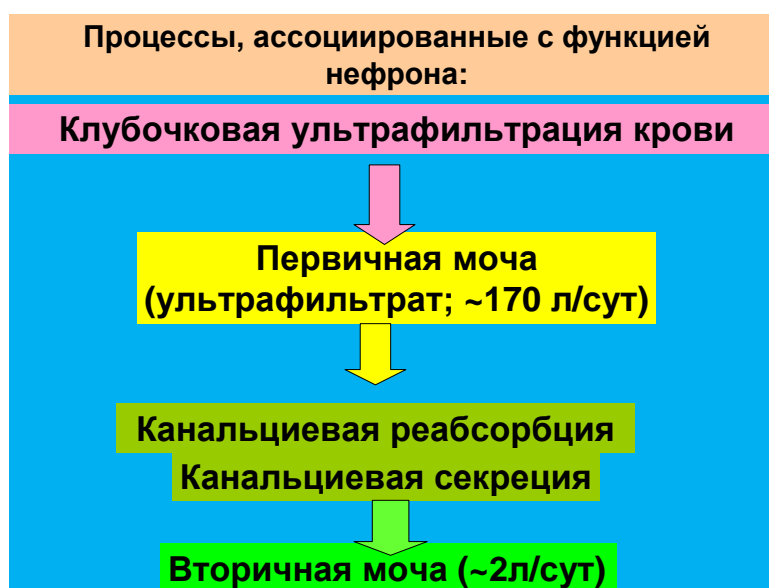 Процессы, ассоциированные с функцией
нефрона:
Клубочковая ультрафильтрация крови
Первичная моча
(ультрафильтрат; ~170 л/сут)
Канальциевая реабсорбция
Канальциевая секреция
Вторичная моча (~2л/сут)